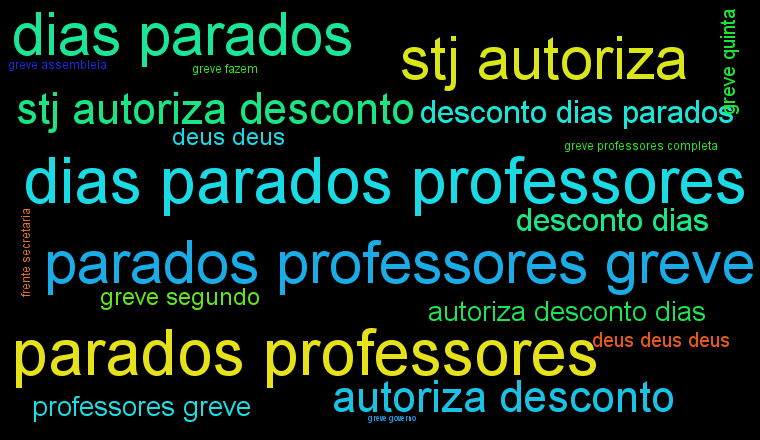 dias parados
greve assembleia
greve fazem
stj autoriza
greve quinta
stj autoriza desconto
desconto dias parados
deus deus
greve professores completa
dias parados professores
desconto dias
frente secretaria
parados professores greve
greve segundo
autoriza desconto dias
parados professores
deus deus deus
autoriza desconto
professores greve
greve governo